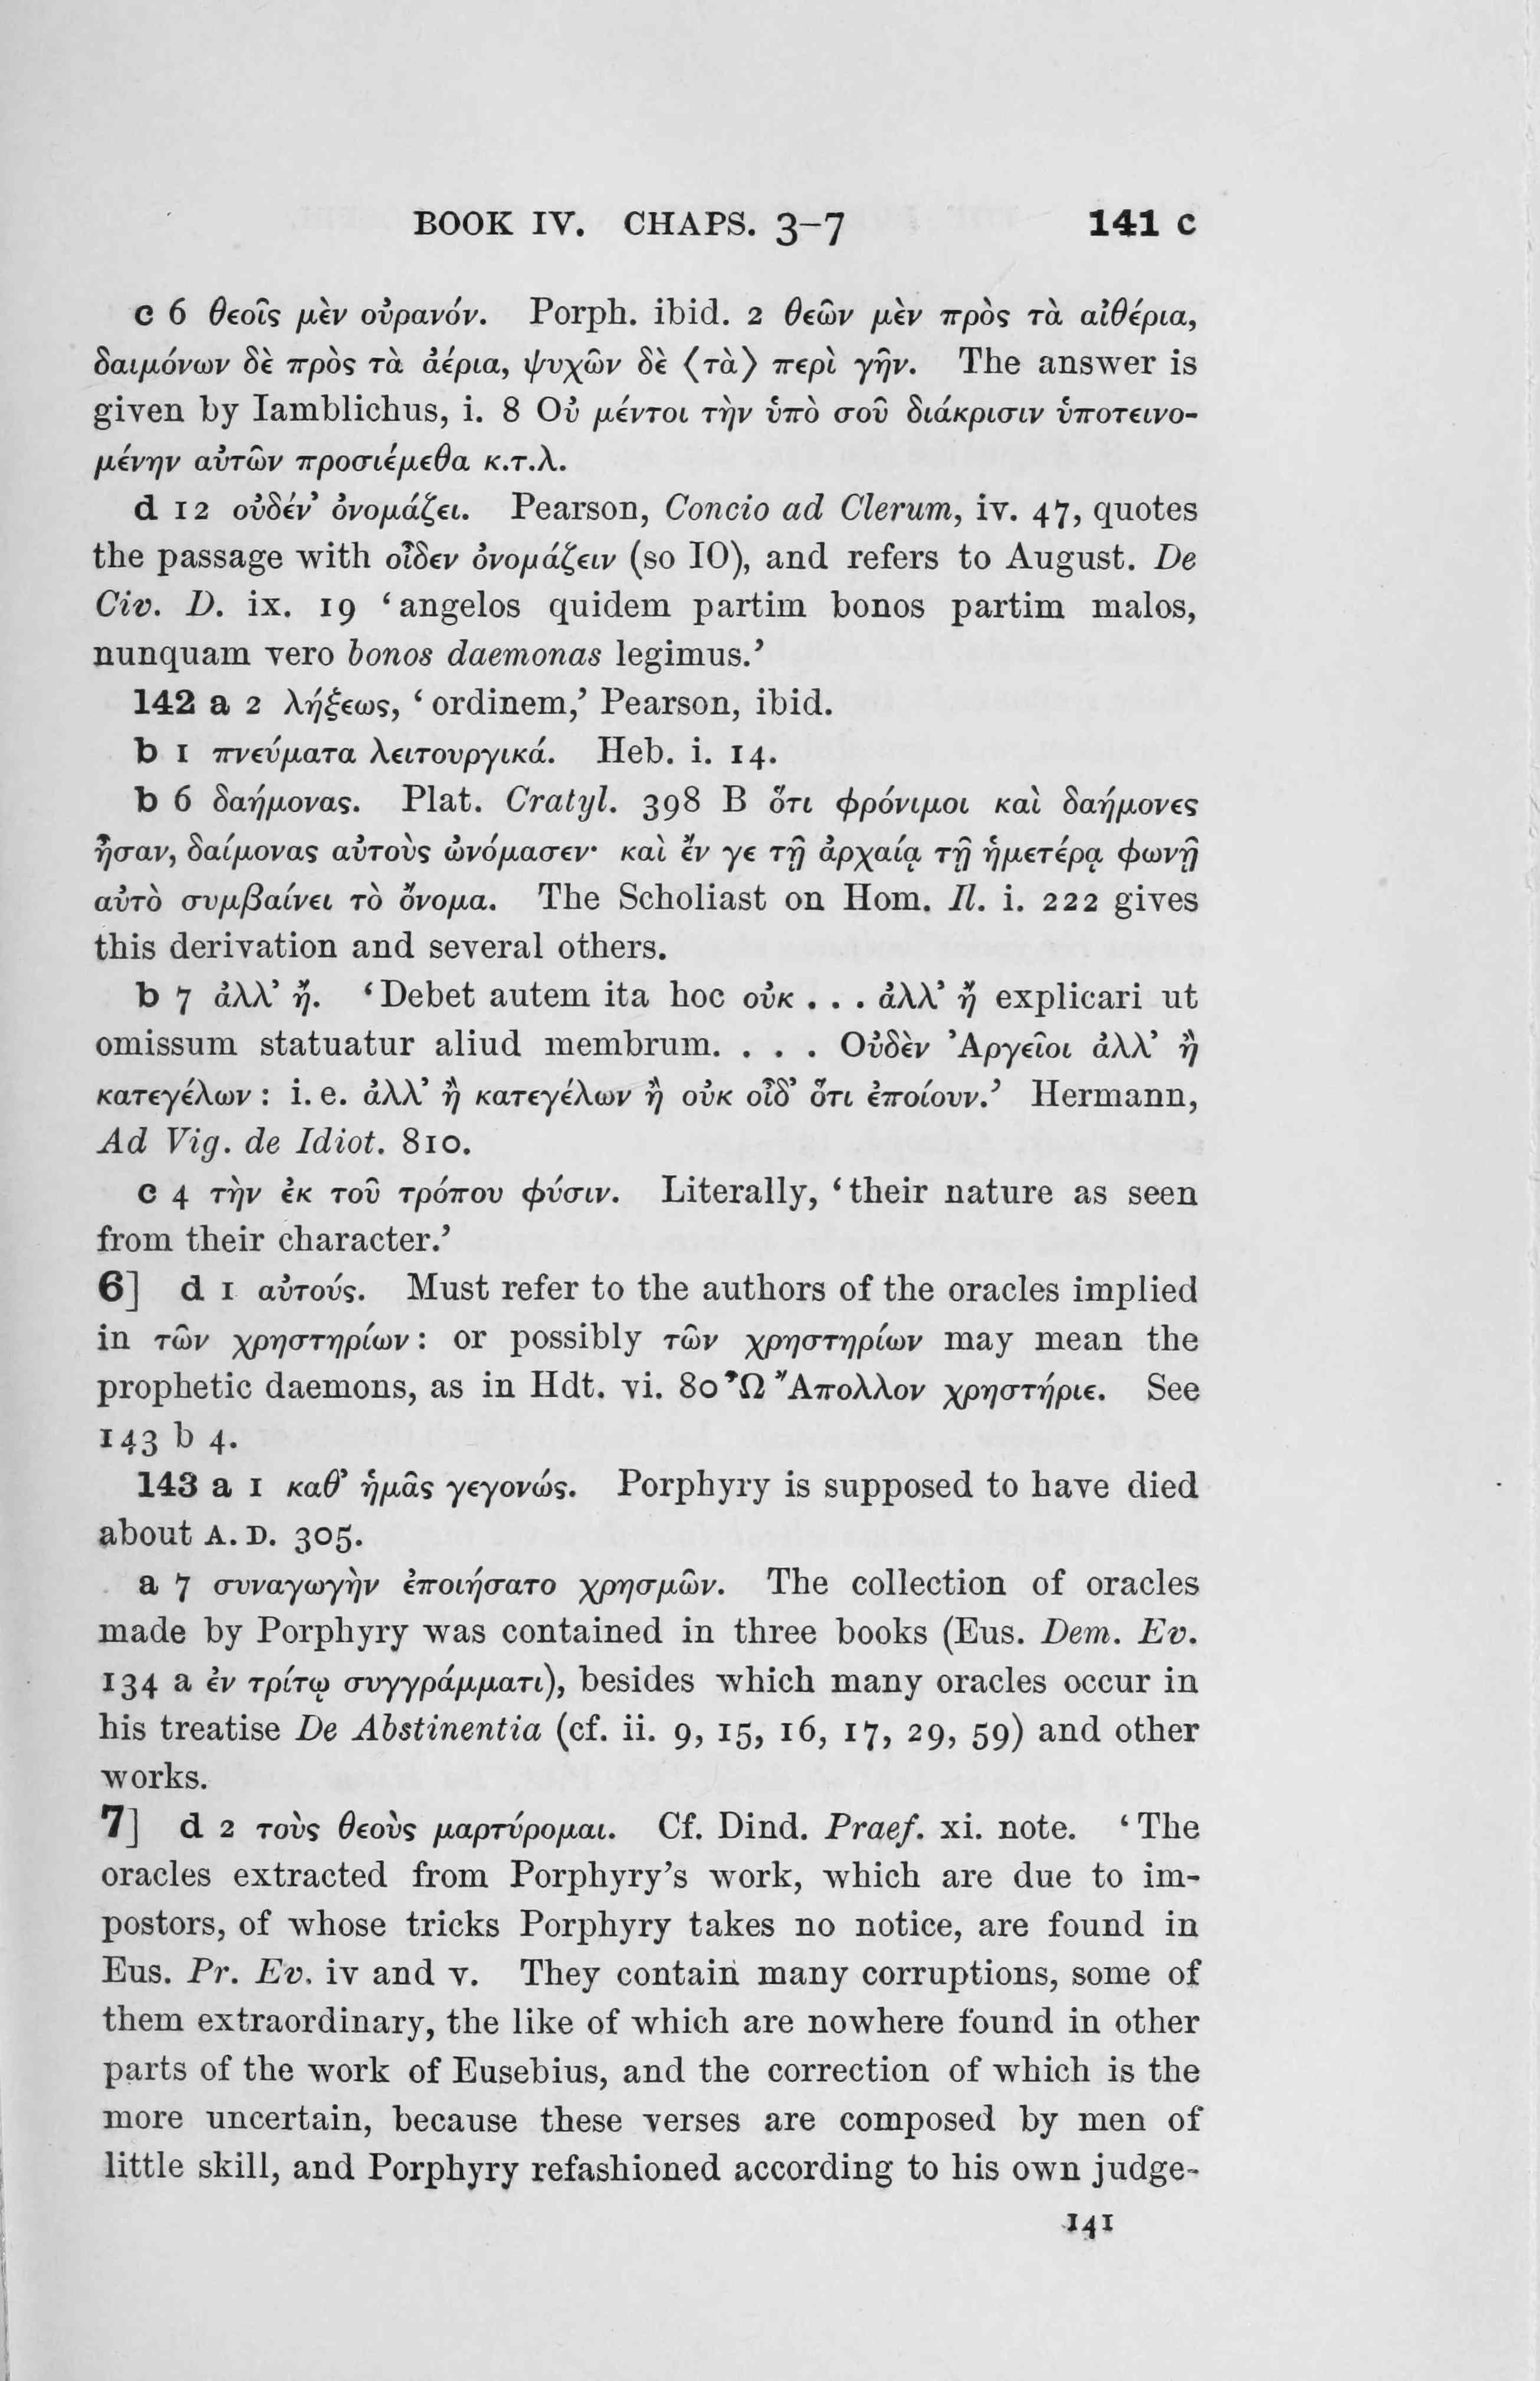 BOOK IV. CHAPS. 3–7 141 c
c 6 θεοῖς μὲν οὐρανόν. Porph. ibid. 2 θεῶν μὲν πρὸς τὰ αἰθέρια,
δαιμόνων δὲ πρὸς τὰ ἀέρια, ψυχῶν δὲ ⟨τὰ⟩ περὶ γῆν. The answer is
given by Iamblichus, i. 8 Οὐ μέντοι τὴν ὑπὸ σοῦ διάκρισιν ὑποτεινο-
μένην αὐτῶν προσιέμεθα κ.τ.λ.
d 12 οὐδέν’ ὀνομάζει. Pearson, Concio ad Clerum, iv. 47, quotes
the passage with οἶδεν ὀνομάζειν (so IO), and refers to August. De
Civ. D. ix. 19 ‘angelos quidem partim bonos partim malos,
nunquam vero bonos daemonas legimus.’
142 a 2 λήξεως, ‘ordinem,’ Pearson, ibid.
b 1 πνεύματα λειτουργικά. Heb. i. 14.
b 6 δαήμονας. Plat. Cratyl. 398 B ὅτι φρόνιμοι καὶ δαήμονες
ἦσαν, δαίμονας αὐτοὺς ὠνόμασεν· καὶ ἔν γε τῇ ἀρχαίᾳ τῇ ἡμετέρᾳ φωνῇ
αὐτὸ συμβαίνει τὸ ὄνομα. The Scholiast on Hom. Il. i. 222 gives
this derivation and several others.
b 7 ἀλλ’ ἤ. ‘Debet autem ita hoc οὐκ . . . ἀλλ’ ἤ explicari ut
omissum statuatur aliud membrum. . . . Οὐδὲν Ἀργεῖοι ἀλλ’ ἢ
κατεγέλων : i. e. ἀλλ’ ἢ κατεγέλων ἢ οὐκ οἶδ’ ὅτι ἐποίουν.’ Hermann,
Ad Vig. de Idiot. 810.
c 4 τὴν ἐκ τοῦ τρόπου φύσιν. Literally, ‘their nature as seen
from their character.’
6] d 1 αὐτούς. Must refer to the authors of the oracles implied
in τῶν χρηστηρίων : or possibly τῶν χρηστηρίων may mean the
prophetic daemons, as in Hdt. vi. 80 Ὦ Ἄπολλον χρηστήριε. See
143 b 4.
143 a 1 καθ’ ἡμᾶς γεγονώς. Porphyry is supposed to have died
about A. D. 305.
a 7 συναγωγὴν ἐποιήσατο χρησμῶν. The collection of oracles
made by Porphyry was contained in three books (Eus. Dem. Ev.
134 a ἐν τρίτῳ συγγράμματι), besides which many oracles occur in
his treatise De Abstinentia (cf. ii. 9, 15, 16, 17, 29, 59) and other
works.
7] d 2 τοὺς θεοὺς μαρτύρομαι. Cf. Dind. Praef. xi. note. ‘The
oracles extracted from Porphyry’s work, which are due to im-
postors, of whose tricks Porphyry takes no notice, are found in
Eus. Pr. Ev. iv and v. They contain many corruptions, some of
them extraordinary, the like of which are nowhere found in other
parts of the work of Eusebius, and the correction of which is the
more uncertain, because these verses are composed by men of
little skill, and Porphyry refashioned according to his own judge-
141